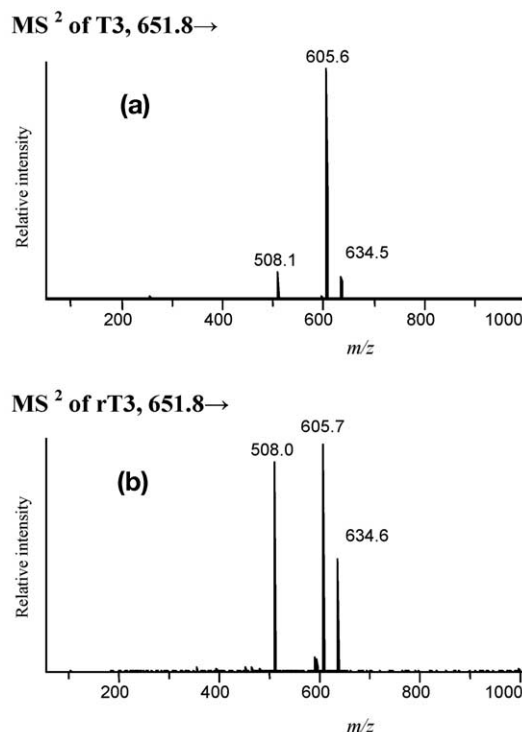 MS ² of T3, 651.8→
605.6
(a)
Relative intensity
508.1
634.5
200 400 600 800 1000
m/z
MS ² of rT3, 651.8→
605.7
508.0
(b)
Relative intensity
634.6
200 400 600 800 1000
m/z